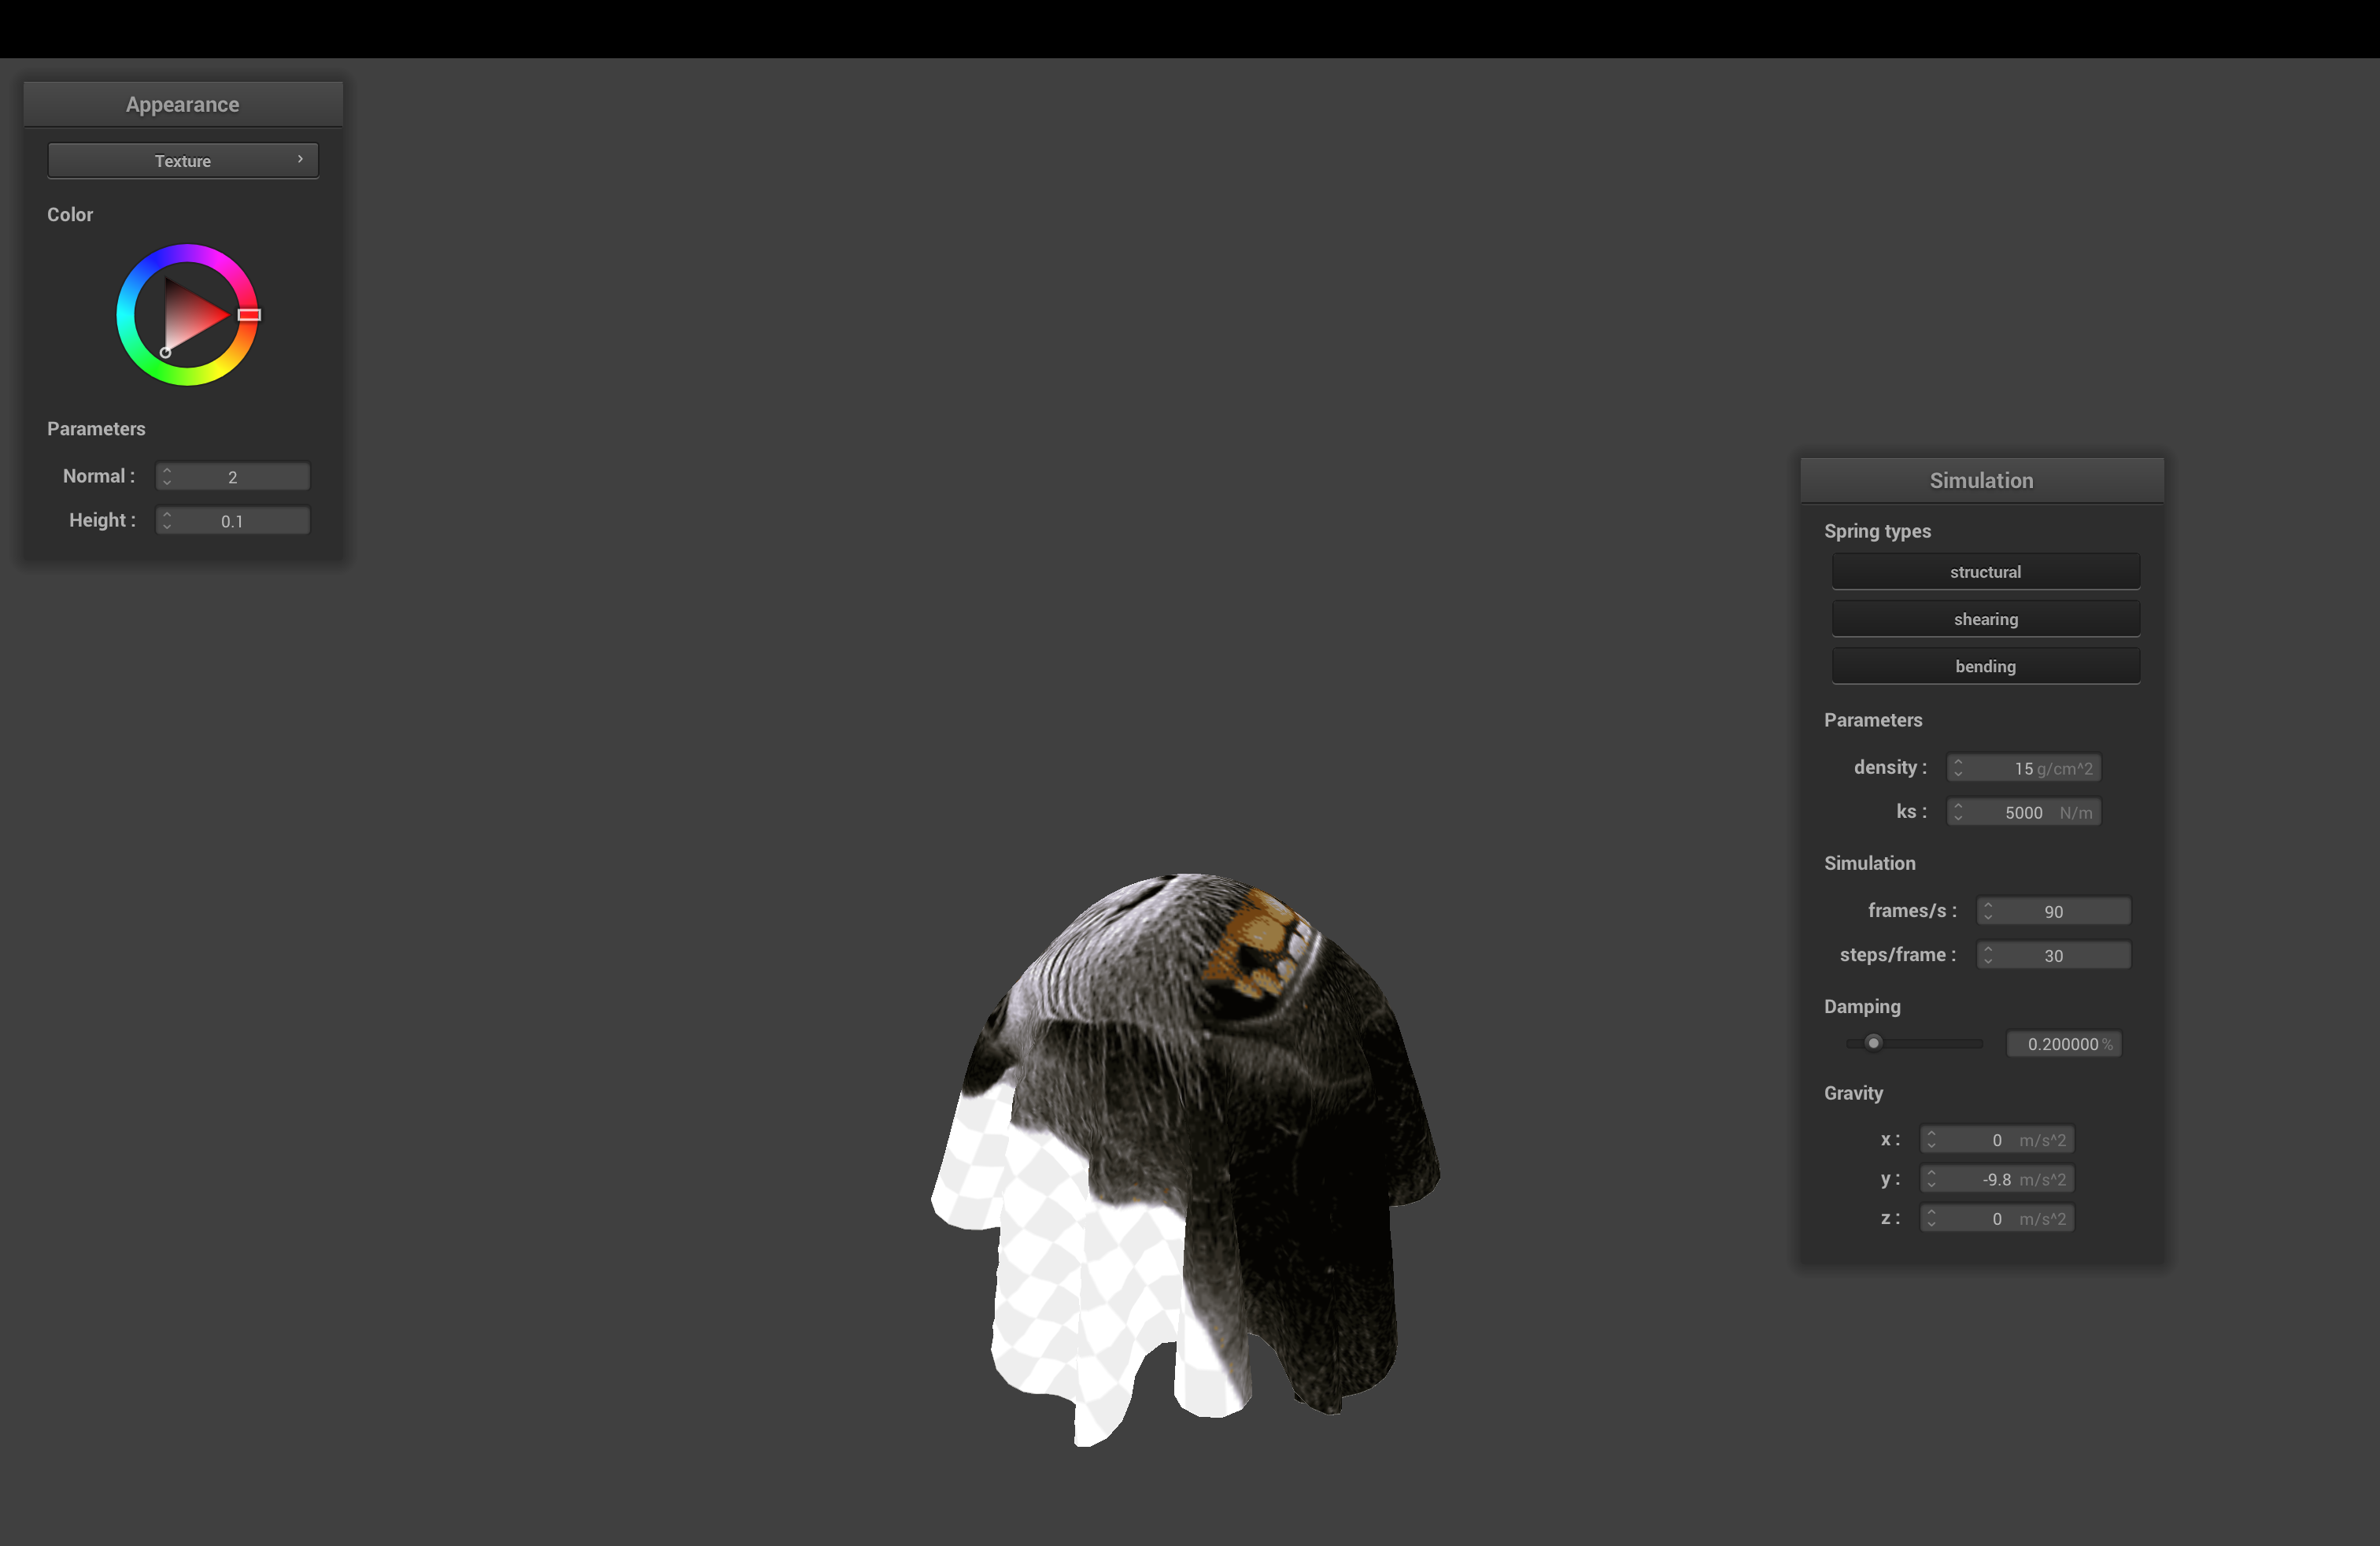 Appearance
Texture
Color
Parameters
Normal : 2
Height : 0.1
Simulation
Spring types
structural
shearing
bending
Parameters
density : 15 g/cm^2
ks : 5000 N/m
Simulation
frames/s : 90
steps/frame : 30
Damping
0.200000 %
Gravity
x : 0 m/s^2
y : -9.8 m/s^2
z : 0 m/s^2